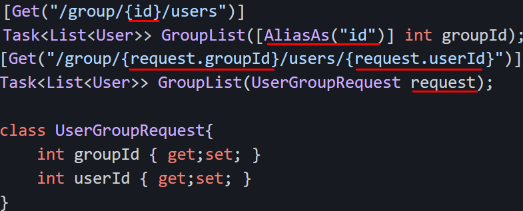 [Get("/group/{id}/users")]
Task<List<User>> GroupList([AliasAs("id")] int groupId);
[Get("/group/{request.groupId}/users/{request.userId}")]
Task<List<User>> GroupList(UserGroupRequest request);
class UserGroupRequest{
int groupId { get;set; }
int userId { get;set; }
}